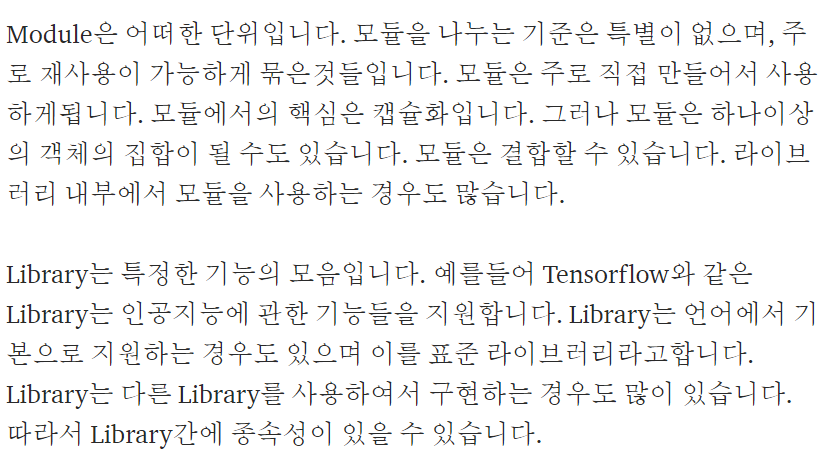 Module은 어떠한 단위입니다. 모듈을 나누는 기준은 특별이 없으며, 주
로 재사용이 가능하게 묶은것들입니다. 모듈은 주로 직접 만들어서 사용
하게됩니다. 모듈에서의 핵심은 캡슐화입니다. 그러나 모듈은 하나이상
의 객체의 집합이 될 수도 있습니다. 모듈은 결합할 수 있습니다. 라이브
러리 내부에서 모듈을 사용하는 경우도 많습니다.
Library는 특정한 기능의 모음입니다. 예를들어 Tensorflow와 같은
Library는 인공지능에 관한 기능들을 지원합니다. Library는 언어에서 기
본으로 지원하는 경우도 있으며 이를 표준 라이브러리라고합니다.
Library는 다른 Library를 사용하여서 구현하는 경우도 많이 있습니다.
따라서 Library간에 종속성이 있을 수 있습니다.